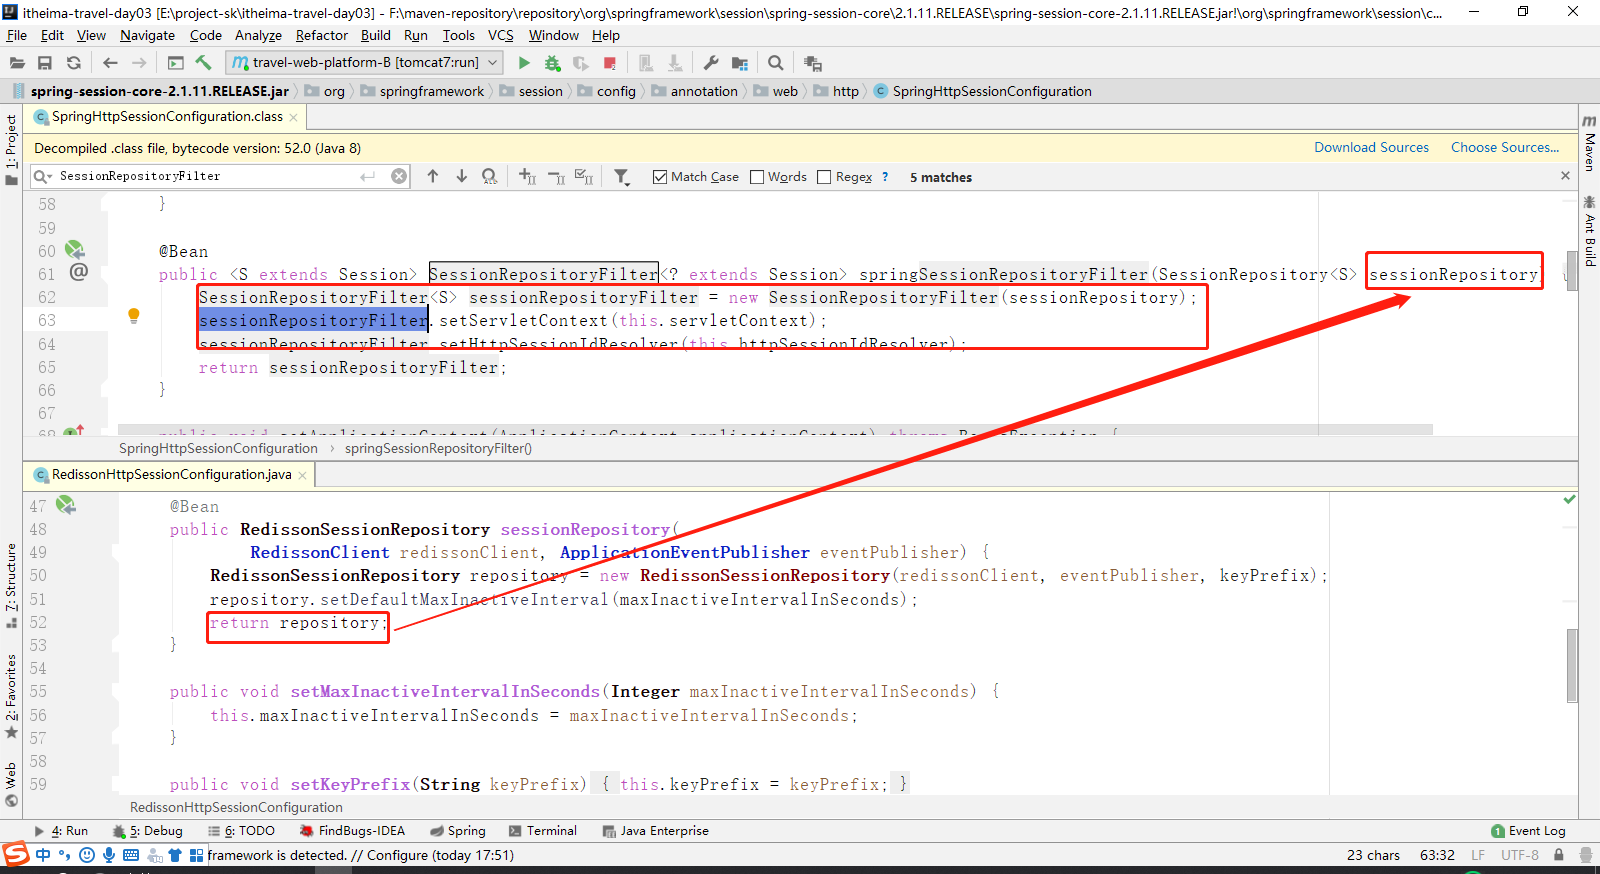 itheima-travel-day03 [E:\project-sk\itheima-travel-day03] - F:\maven-repository\repository\org\springframework\session\spring-session-core\2.1.11.RELEASE\spring-session-core-2.1.11.RELEASE.jar!\org\springframework\session\c...
File Edit View Navigate Code Analyze Refactor Build Run Tools VCS Window Help
travel-web-platform-B [tomcat7:run]
spring-session-core-2.1.11.RELEASE.jar org springframework session config annotation web http SpringHttpSessionConfiguration
SpringHttpSessionConfiguration.class
Decompiled .class file, bytecode version: 52.0 (Java 8) Download Sources Choose Sources...
SessionRepositoryFilter Match Case Words Regex ? 5 matches
58 }
59
60 @Bean
61 public <S extends Session> SessionRepositoryFilter<? extends Session> springSessionRepositoryFilter(SessionRepository<S> sessionRepository
62 SessionRepositoryFilter<S> sessionRepositoryFilter = new SessionRepositoryFilter(sessionRepository);
63 sessionRepositoryFilter.setServletContext(this.servletContext);
64 sessionRepositoryFilter.setHttpSessionIdResolver(this.httpSessionIdResolver);
65 return sessionRepositoryFilter;
66 }
67
68 public void setApplicationContext(ApplicationContext applicationContext) throws BeansException {
SpringHttpSessionConfiguration › springSessionRepositoryFilter()
RedissonHttpSessionConfiguration.java
47 @Bean
48 public RedissonSessionRepository sessionRepository(
49 RedissonClient redissonClient, ApplicationEventPublisher eventPublisher) {
50 RedissonSessionRepository repository = new RedissonSessionRepository(redissonClient, eventPublisher, keyPrefix);
51 repository.setDefaultMaxInactiveInterval(maxInactiveIntervalInSeconds);
52 return repository;
53 }
54
55 public void setMaxInactiveIntervalInSeconds(Integer maxInactiveIntervalInSeconds) {
56 this.maxInactiveIntervalInSeconds = maxInactiveIntervalInSeconds;
57 }
58
59 public void setKeyPrefix(String keyPrefix) { this.keyPrefix = keyPrefix; }
RedissonHttpSessionConfiguration
1: Project
7: Structure
2: Favorites
Web
Maven
Ant Build
4: Run 5: Debug 6: TODO FindBugs-IDEA Spring Terminal Java Enterprise 1 Event Log
中 framework is detected. // Configure (today 17:51) 23 chars 63:32 LF UTF-8